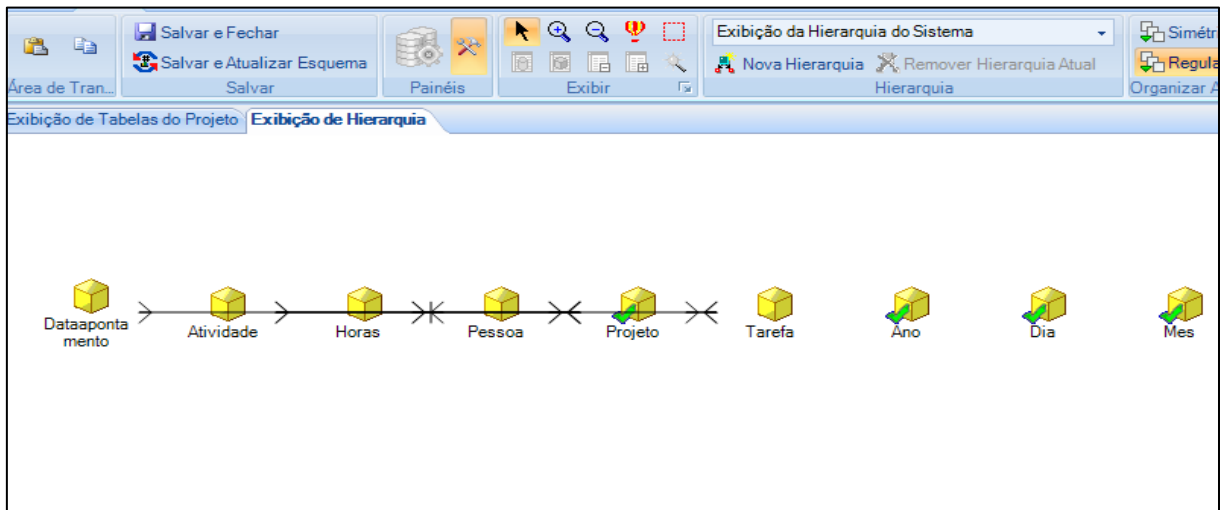 Salvar e Fechar
Salvar e Atualizar Esquema
Exibição da Hierarquia do Sistema
Nova Hierarquia Remover Hierarquia Atual
Simétr
Regula
Área de Tran... Salvar Painéis Exibir Hierarquia Organizar A
Exibição de Tabelas do Projeto Exibição de Hierarquia
Dataaponta
mento
Atividade Horas Pessoa Projeto Tarefa Ano Dia Mes